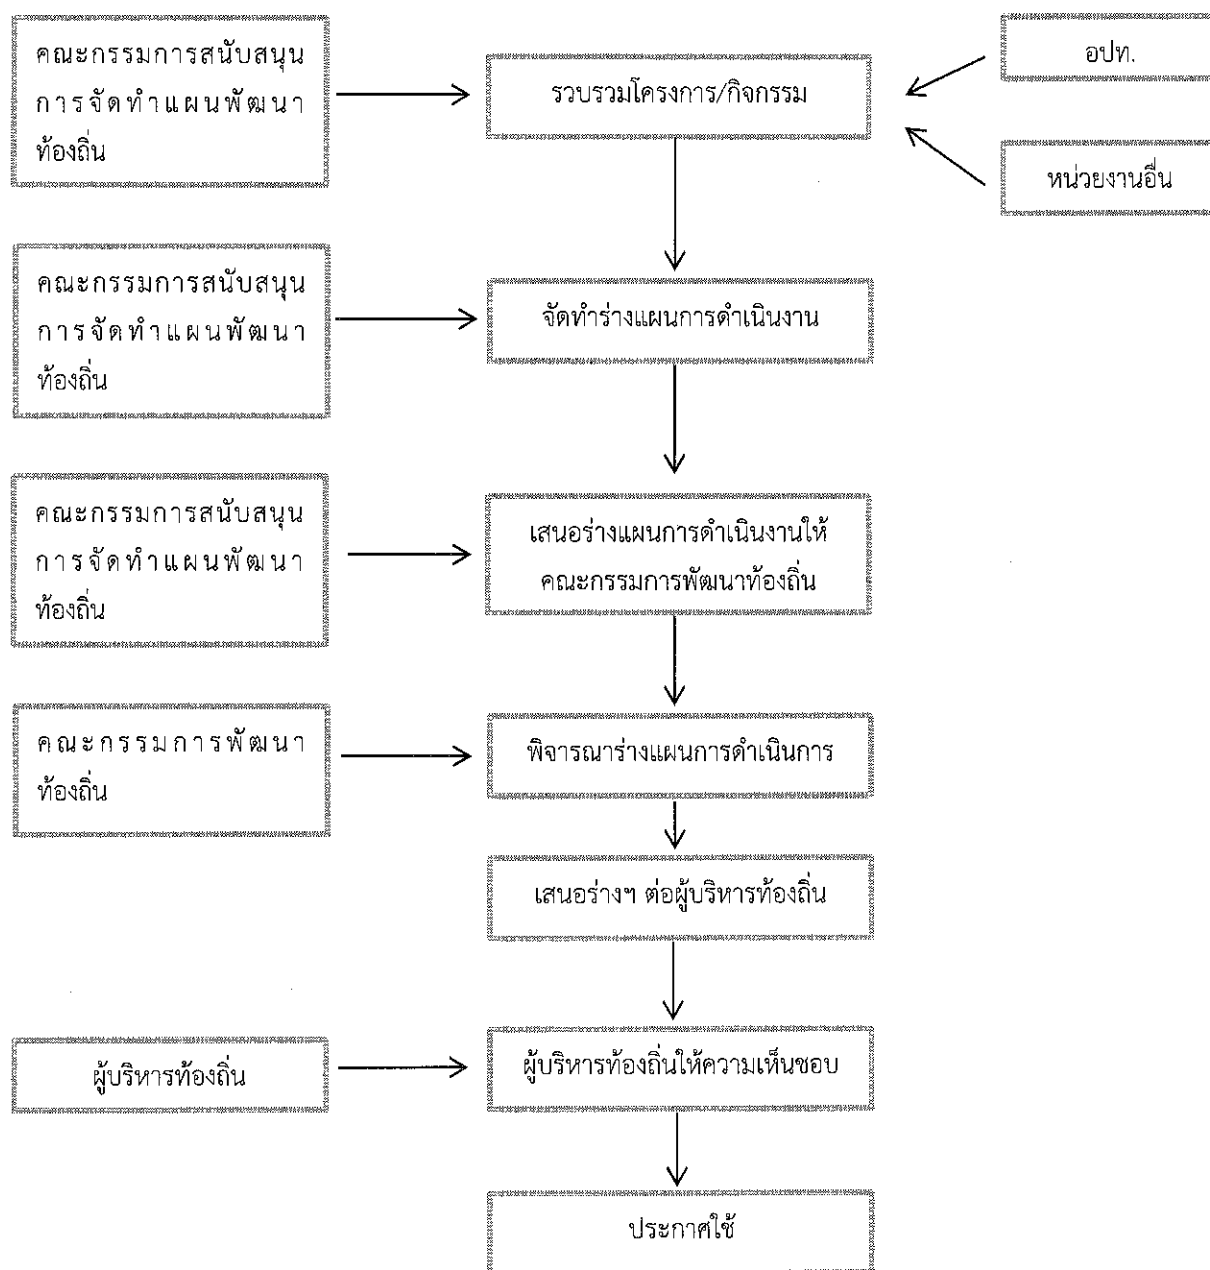 คณะกรรมการสนับสนุน
การจัดทำแผนพัฒนา
ท้องถิ่น
รวบรวมโครงการ/กิจกรรม
อปท.
หน่วยงานอื่น
คณะกรรมการสนับสนุน
การจัดทำแผนพัฒนา
ท้องถิ่น
จัดทำร่างแผนการดำเนินงาน
คณะกรรมการสนับสนุน
การจัดทำแผนพัฒนา
ท้องถิ่น
เสนอร่างแผนการดำเนินงานให้
คณะกรรมการพัฒนาท้องถิ่น
คณะกรรมการพัฒนา
ท้องถิ่น
พิจารณาร่างแผนการดำเนินการ
เสนอร่างฯ ต่อผู้บริหารท้องถิ่น
ผู้บริหารท้องถิ่น
ผู้บริหารท้องถิ่นให้ความเห็นชอบ
ประกาศใช้